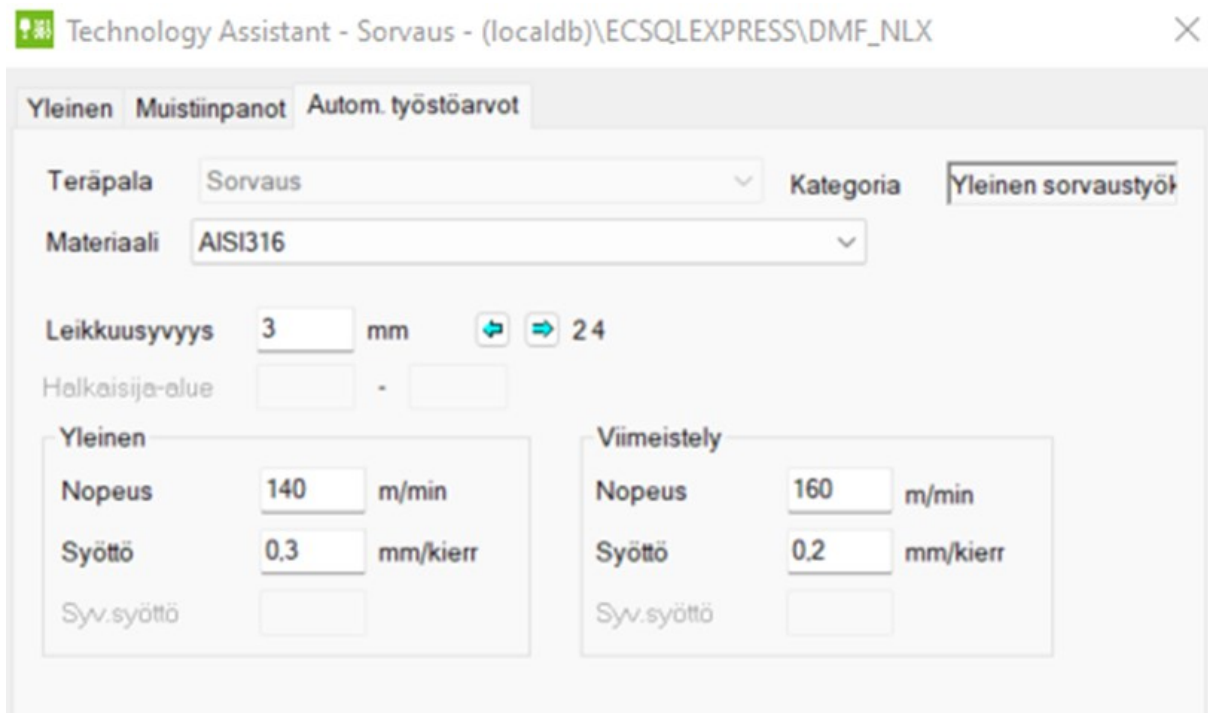 Technology Assistant - Sorvaus - (localdb)\ECSQLEXPRESS\DMF_NLX
Yleinen Muistiinpanot Autom. työstöarvot
Teräpala Sorvaus Kategoria Yleinen sorvaustyök
Materiaali AISI316
Leikkuusyvyys 3 mm 2 4
Halkaisija-alue -
Yleinen Viimeistely
Nopeus 140 m/min Nopeus 160 m/min
Syöttö 0,3 mm/kierr Syöttö 0,2 mm/kierr
Syv.syöttö Syv.syöttö